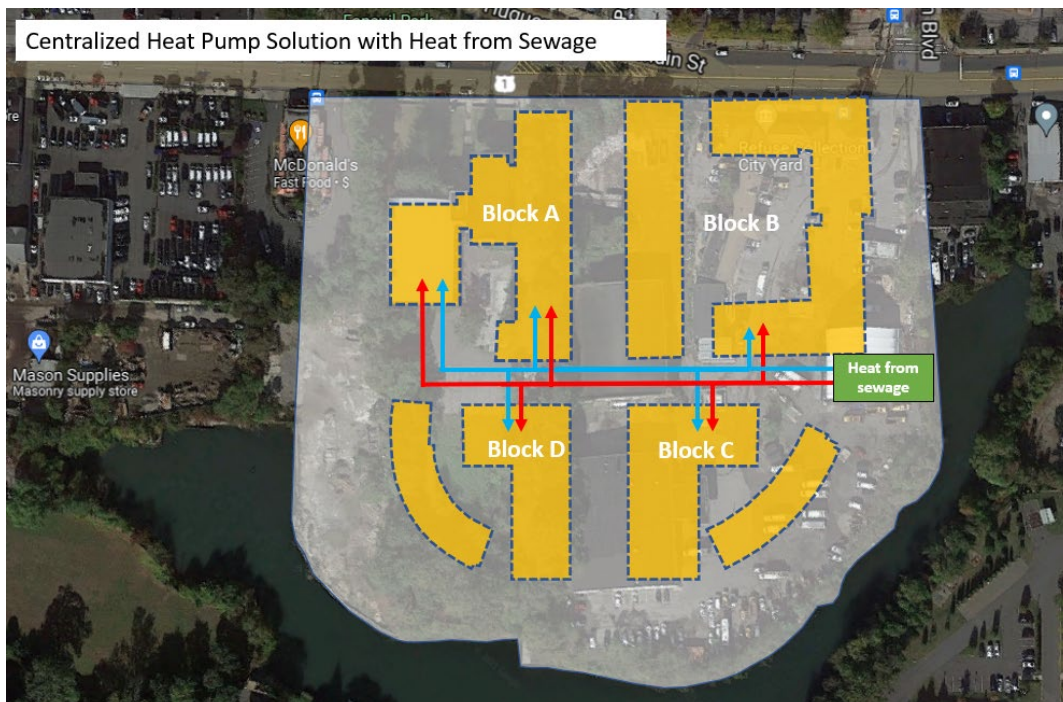 Centralized Heat Pump Solution with Heat from Sewage
Main St
Blvd
1
McDonald's
Fast Food • $
Refuse Collection
City Yard
Block A
Block B
Mason Supplies
Masonry supply store
Heat from
sewage
Block D
Block C